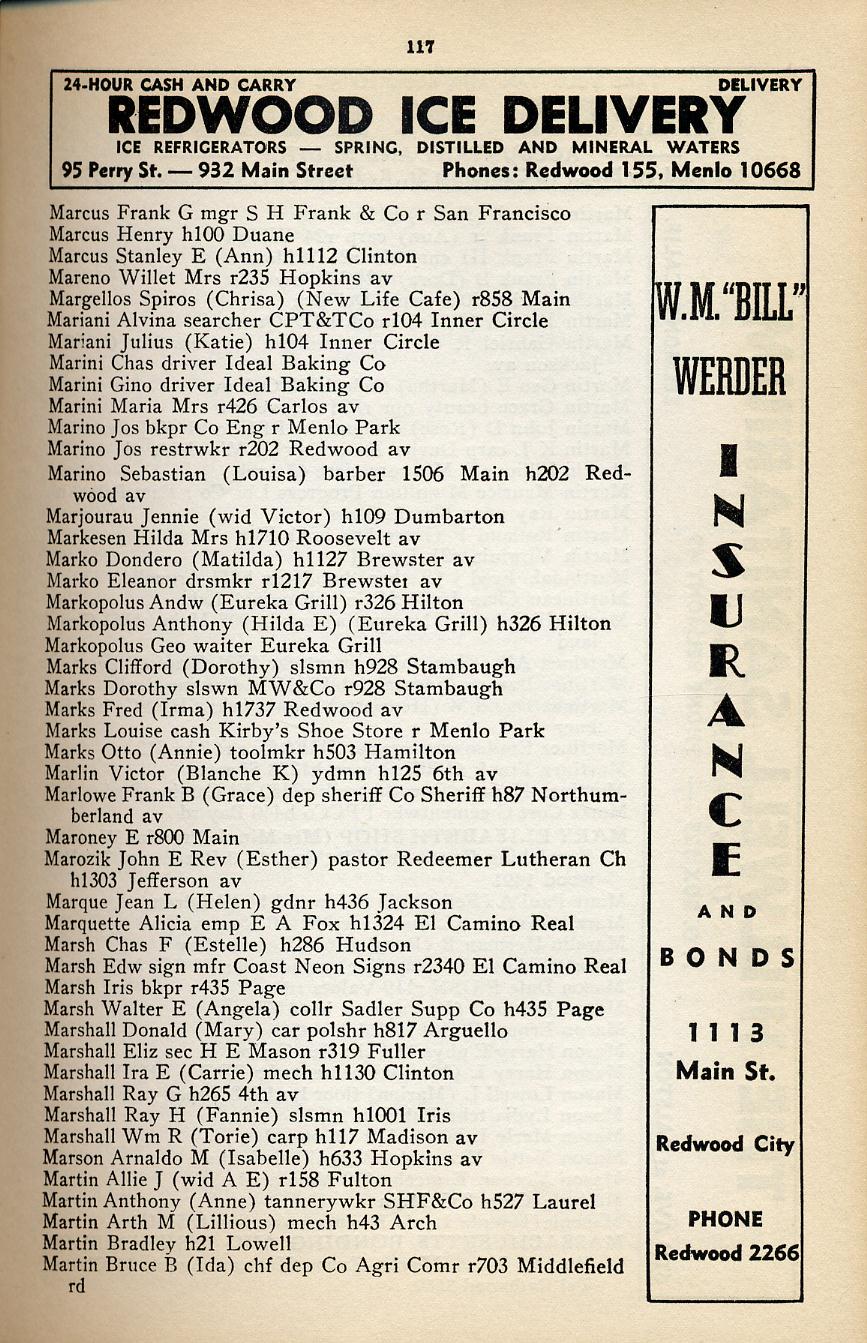 117
24-HOUR CASH AND CARRY DELIVERY
REDWOOD ICE DELIVERY
ICE REFRIGERATORS — SPRING, DISTILLED AND MINERAL WATERS
95 Perry St. — 932 Main Street Phones: Redwood 155, Menlo 10668
Marcus Frank G mgr S H Frank & Co r San Francisco
Marcus Henry h100 Duane
Marcus Stanley E (Ann) h1112 Clinton
Mareno Willet Mrs r235 Hopkins av
Margellos Spiros (Chrisa) (New Life Cafe) r858 Main
Mariani Alvina searcher CPT&TCo r104 Inner Circle
Mariani Julius (Katie) h104 Inner Circle
Marini Chas driver Ideal Baking Co
Marini Gino driver Ideal Baking Co
Marini Maria Mrs r426 Carlos av
Marino Jos bkpr Co Eng r Menlo Park
Marino Jos restrwkr r202 Redwood av
Marino Sebastian (Louisa) barber 1506 Main h202 Red-
wood av
Marjourau Jennie (wid Victor) h109 Dumbarton
Markesen Hilda Mrs h1710 Roosevelt av
Marko Dondero (Matilda) h1127 Brewster av
Marko Eleanor drsmkr r1217 Brewster av
Markopolus Andw (Eureka Grill) r326 Hilton
Markopolus Anthony (Hilda E) (Eureka Grill) h326 Hilton
Markopolus Geo waiter Eureka Grill
Marks Clifford (Dorothy) slsmn h928 Stambaugh
Marks Dorothy slswn MW&Co r928 Stambaugh
Marks Fred (Irma) h1737 Redwood av
Marks Louise cash Kirby's Shoe Store r Menlo Park
Marks Otto (Annie) toolmkr h503 Hamilton
Marlin Victor (Blanche K) ydmn h125 6th av
Marlowe Frank B (Grace) dep sheriff Co Sheriff h87 Northum-
berland av
Maroney E r800 Main
Marozik John E Rev (Esther) pastor Redeemer Lutheran Ch
h1303 Jefferson av
Marque Jean L (Helen) gdnr h436 Jackson
Marquette Alicia emp E A Fox h1324 El Camino Real
Marsh Chas F (Estelle) h286 Hudson
Marsh Edw sign mfr Coast Neon Signs r2340 El Camino Real
Marsh Iris bkpr r435 Page
Marsh Walter E (Angela) collr Sadler Supp Co h435 Page
Marshall Donald (Mary) car polshr h817 Arguello
Marshall Eliz sec H E Mason r319 Fuller
Marshall Ira E (Carrie) mech h1130 Clinton
Marshall Ray G h265 4th av
Marshall Ray H (Fannie) slsmn h1001 Iris
Marshall Wm R (Torie) carp h117 Madison av
Marson Arnaldo M (Isabelle) h633 Hopkins av
Martin Allie J (wid A E) r158 Fulton
Martin Anthony (Anne) tannerywkr SHF&Co h527 Laurel
Martin Arth M (Lillious) mech h43 Arch
Martin Bradley h21 Lowell
Martin Bruce B (Ida) chf dep Co Agri Comr r703 Middlefield
rd
W.M. "BILL"
WERDER
INSURANCE
AND
BONDS
1113
Main St.
Redwood City
PHONE
Redwood 2266